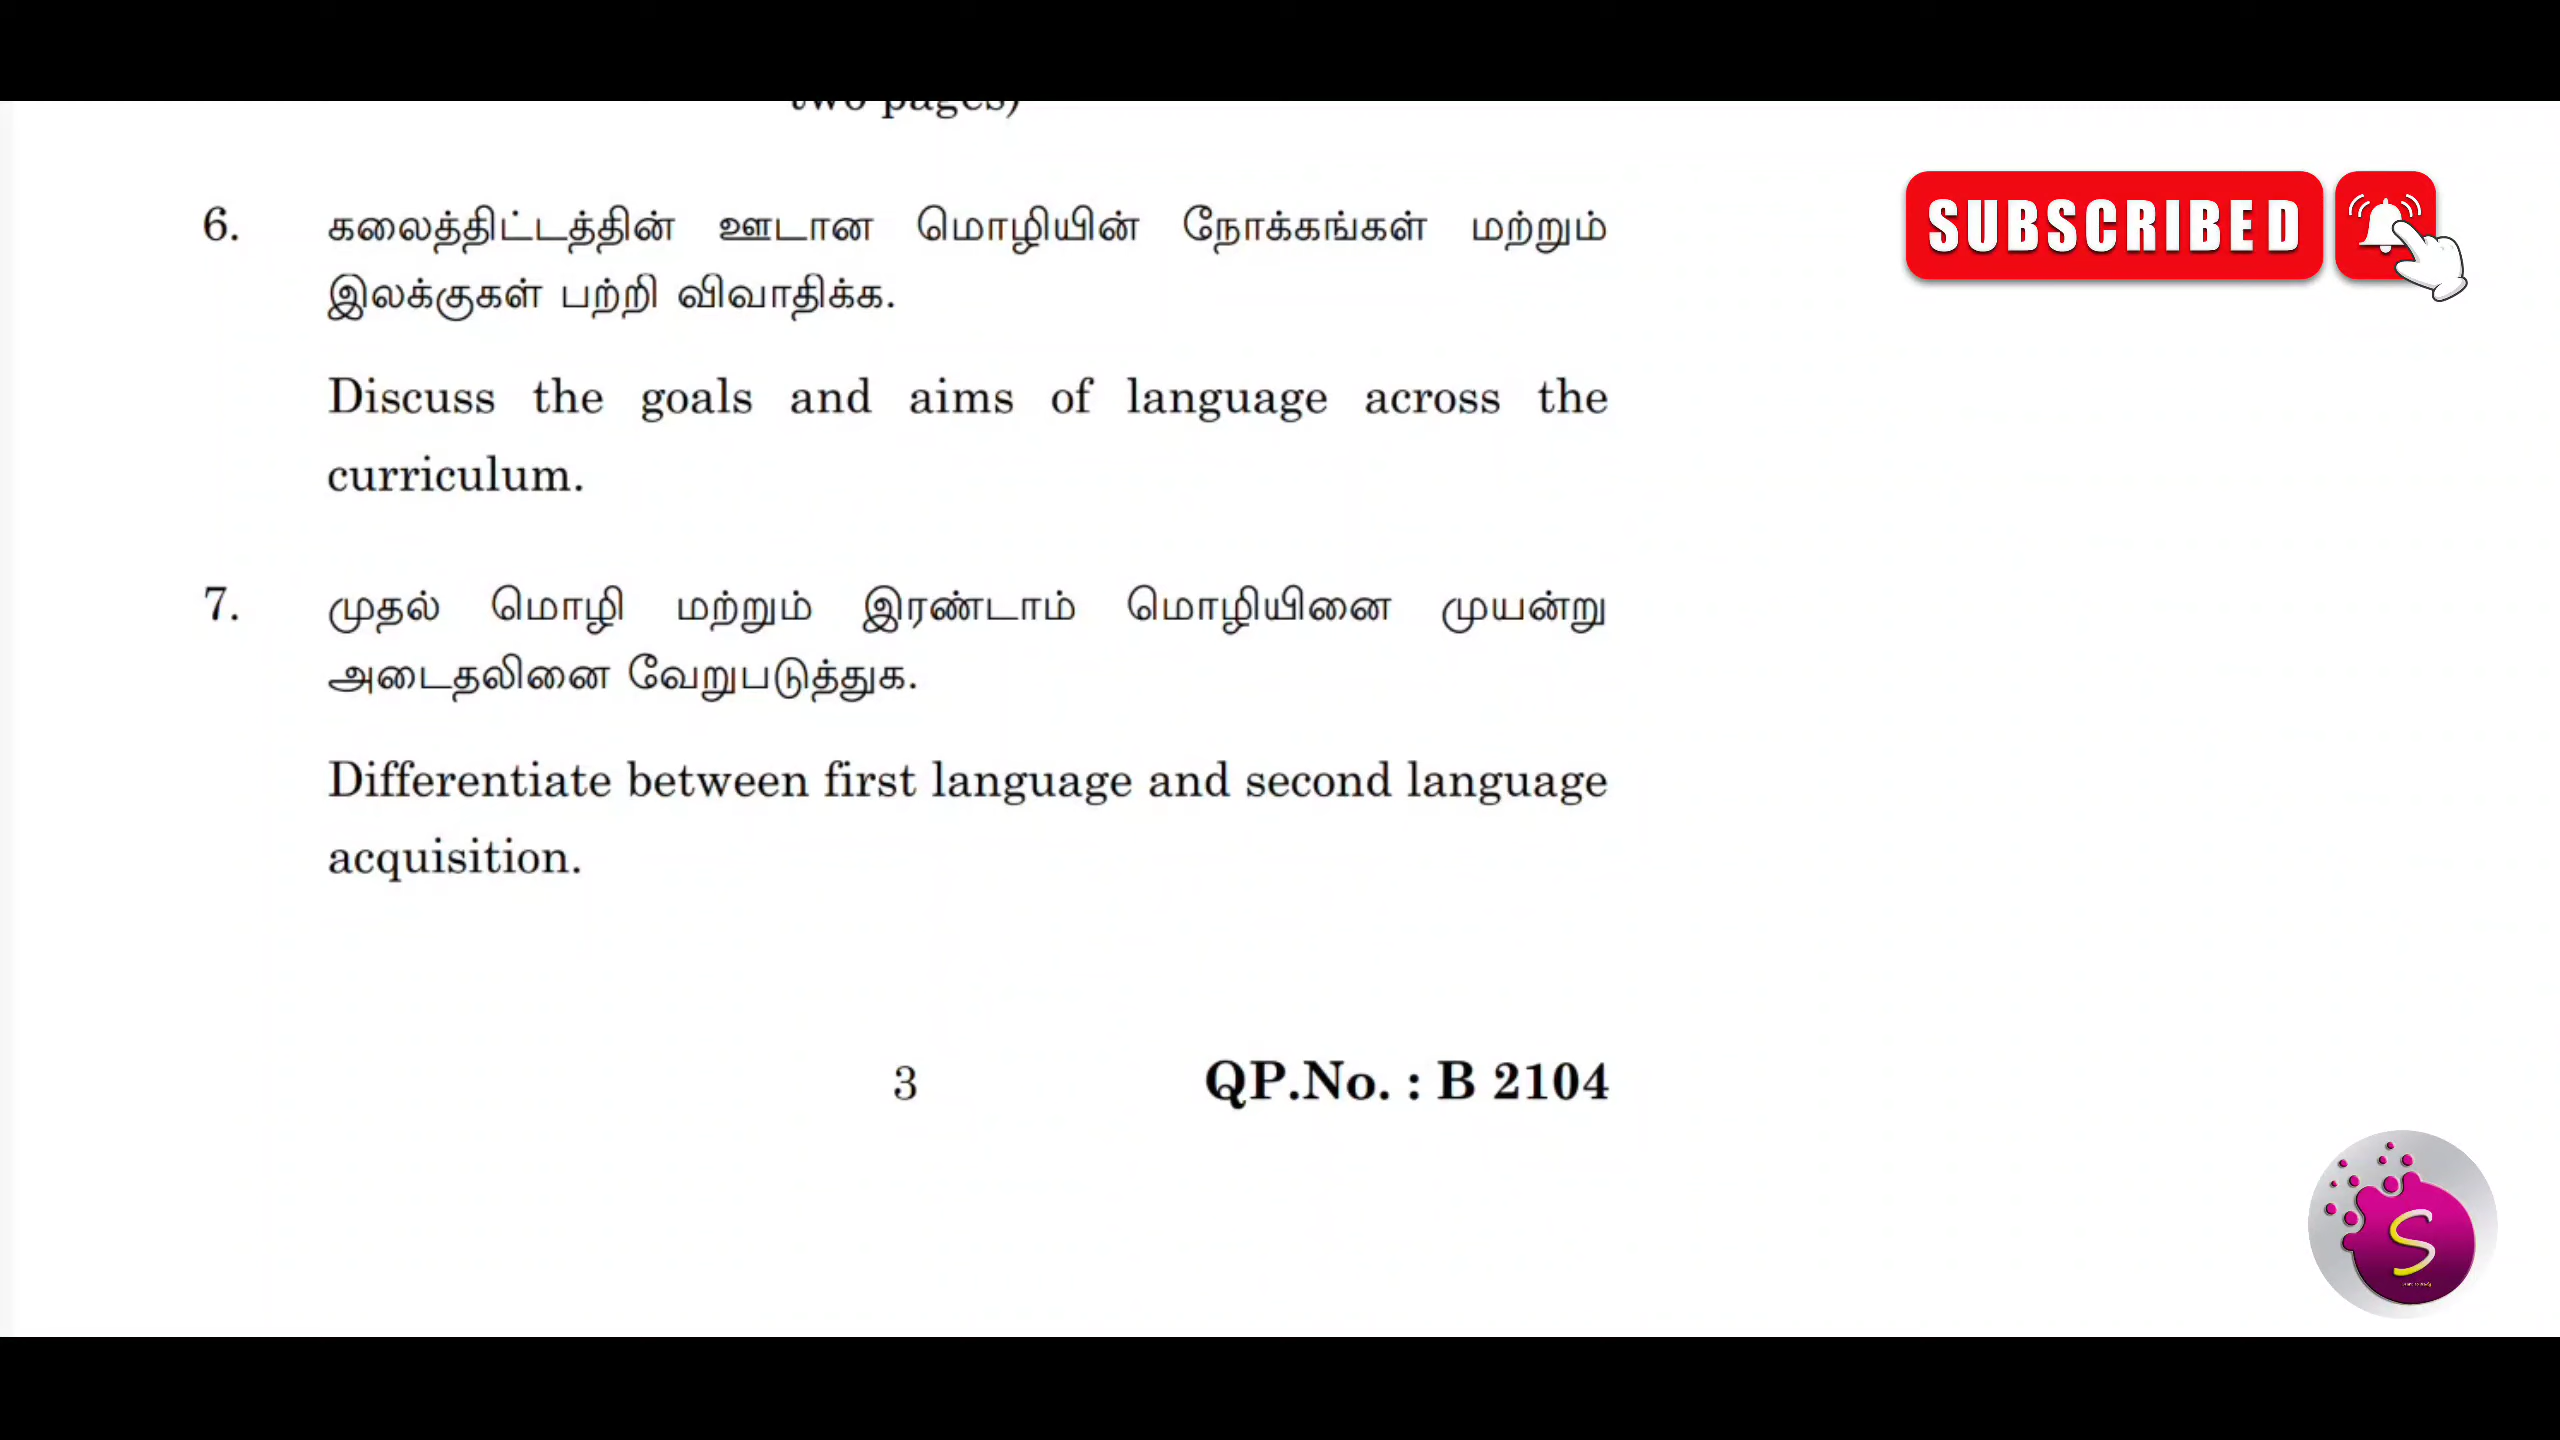 two pages)
6. கலைத்திட்டத்தின் ஊடான மொழியின் நோக்கங்கள் மற்றும்
இலக்குகள் பற்றி விவாதிக்க.
Discuss the goals and aims of language across the
curriculum.
7. முதல் மொழி மற்றும் இரண்டாம் மொழியினை முயன்று
அடைதலினை வேறுபடுத்துக.
Differentiate between first language and second language
acquisition.
3 QP.No. : B 2104
SUBSCRIBED
S